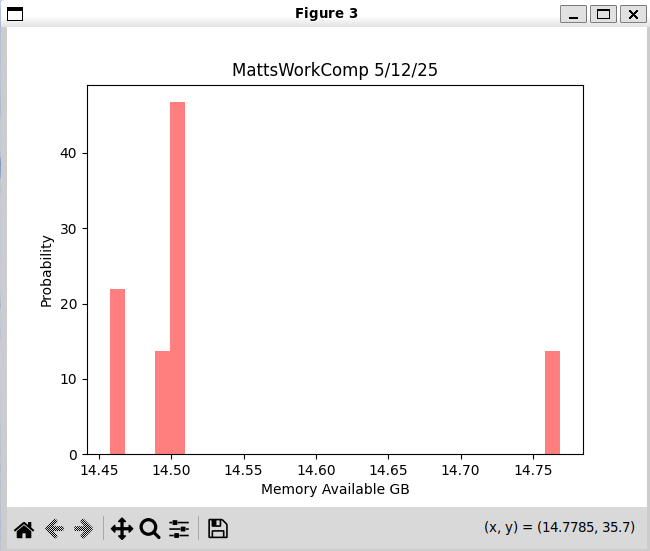 Figure 3
MattsWorkComp 5/12/25
40
30
20
10
0
Probability
14.45 14.50 14.55 14.60 14.65 14.70 14.75
Memory Available GB
(x, y) = (14.7785, 35.7)